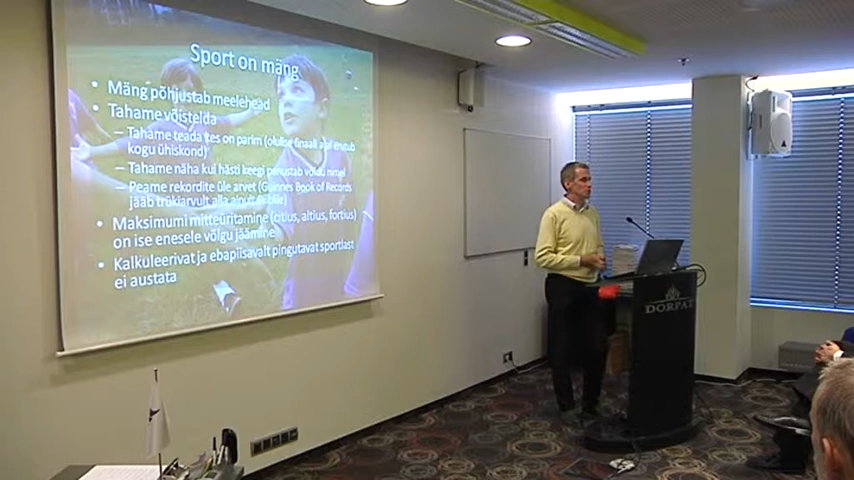 Sport on mäng
• Mäng põhjustab meelehead
• Tahame võistelda
– Tahame teada kes on parim (olulise finaali ajal erutub
kogu ühiskond)
– Tahame näha kui hästi keegi panustab võidu nimel
– Peame rekordite üle arvet (Guinnes Book of Records
jääb trükiarvult alla ainult Piiblile)
• Maksimumi mitteüritamine (citius, altius, fortius)
on ise enesele võlgu jäämine
• Kalkuleerivat ja ebapiisavalt pingutavat sportlast
ei austata
DORPAT